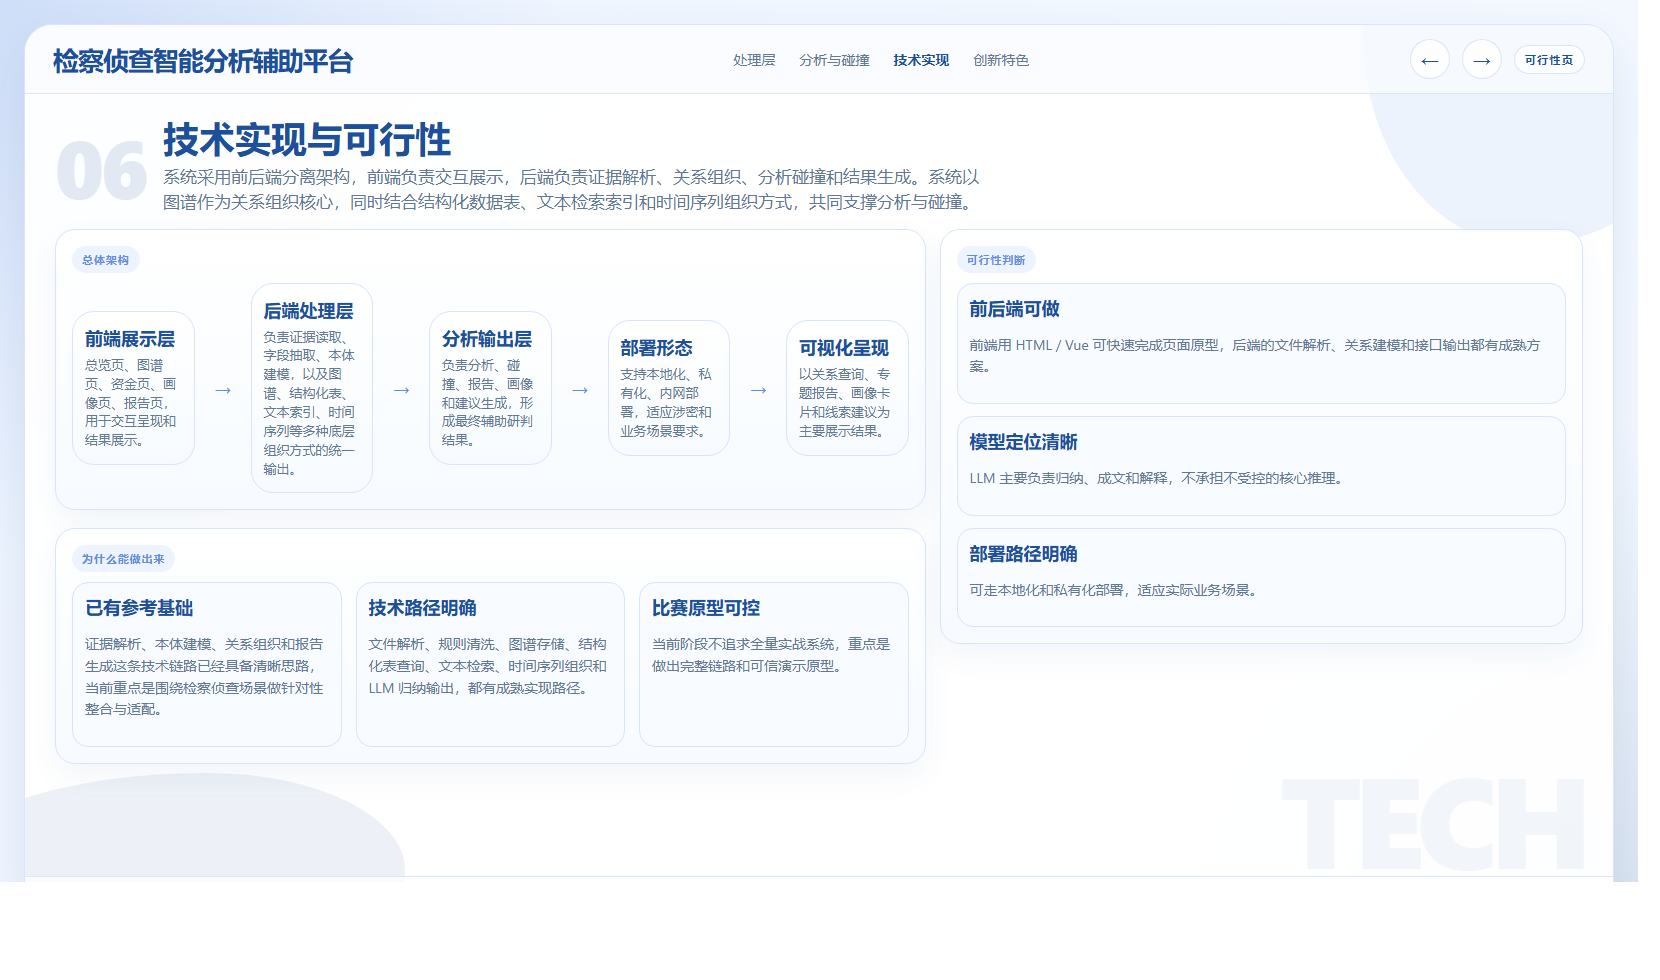 检察侦查智能分析辅助平台
处理层
分析与碰撞
技术实现
创新特色
←
→
可行性页
06
技术实现与可行性
系统采用前后端分离架构，前端负责交互展示，后端负责证据解析、关系组织、分析碰撞和结果生成。系统以
图谱作为关系组织核心，同时结合结构化数据表、文本检索索引和时间序列组织方式，共同支撑分析与碰撞。
总体架构
前端展示层
总览页、图谱
页、资金页、画
像页、报告页，
用于交互呈现和
结果展示。
→
后端处理层
负责证据读取、
字段抽取、本体
建模，以及图
谱、结构化表、
文本索引、时间
序列等多种底层
组织方式的统一
输出。
→
分析输出层
负责分析、碰
撞、报告、画像
和建议生成，形
成最终辅助研判
结果。
→
部署形态
支持本地化、私
有化、内网部
署，适应涉密和
业务场景要求。
→
可视化呈现
以关系查询、专
题报告、画像卡
片和线索建议为
主要展示结果。
为什么能做出来
已有参考基础
证据解析、本体建模、关系组织和报告
生成这条技术链路已经具备清晰思路，
当前重点是围绕检察侦查场景做针对性
整合与适配。
技术路径明确
文件解析、规则清洗、图谱存储、结构
化表查询、文本检索、时间序列组织和
LLM 归纳输出，都有成熟实现路径。
比赛原型可控
当前阶段不追求全量实战系统，重点是
做出完整链路和可信演示原型。
可行性判断
前后端可做
前端用 HTML / Vue 可快速完成页面原型，后端的文件解析、关系建模和接口输出都有成熟方
案。
模型定位清晰
LLM 主要负责归纳、成文和解释，不承担不受控的核心推理。
部署路径明确
可走本地化和私有化部署，适应实际业务场景。
TECH